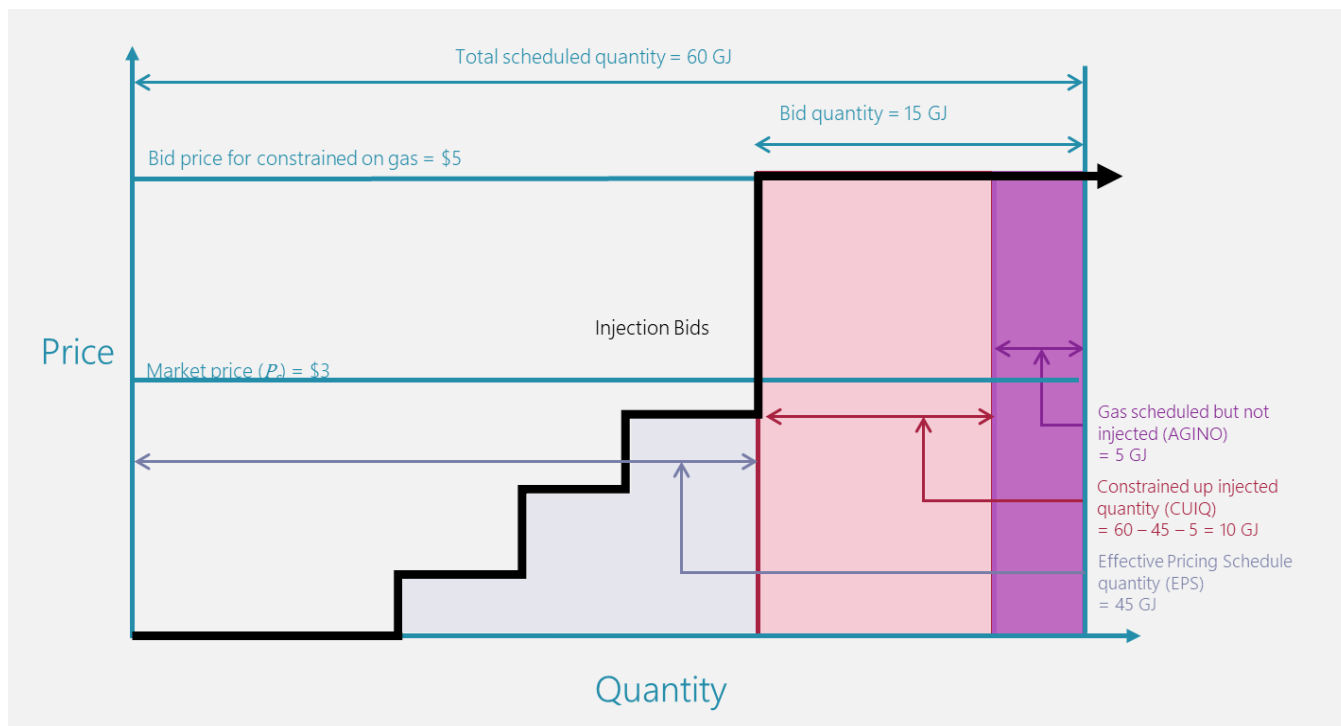 Total scheduled quantity = 60 GJ
Bid quantity = 15 GJ
Bid price for constrained on gas = $5
Injection Bids
Price
Market price (Pc) = $3
Gas scheduled but not
injected (AGINO)
= 5 GJ
Constrained up injected
quantity (CUIQ)
= 60 – 45 – 5 = 10 GJ
Effective Pricing Schedule
quantity (EPS)
= 45 GJ
Quantity